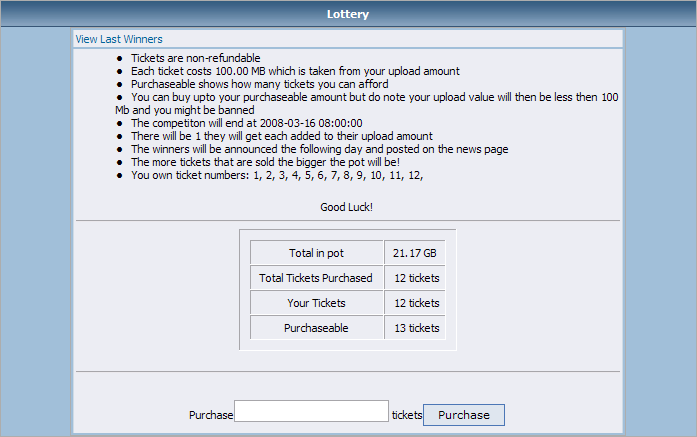 Lottery
View Last Winners
• Tickets are non-refundable
• Each ticket costs 100.00 MB which is taken from your upload amount
• Purchaseable shows how many tickets you can afford
• You can buy upto your purchaseable amount but do note your upload value will then be less then 100
Mb and you might be banned
• The competiton will end at 2008-03-16 08:00:00
• There will be 1 they will get each added to their upload amount
• The winners will be announced the following day and posted on the news page
• The more tickets that are sold the bigger the pot will be!
• You own ticket numbers: 1, 2, 3, 4, 5, 6, 7, 8, 9, 10, 11, 12,
Good Luck!
Total in pot 21.17 GB
Total Tickets Purchased 12 tickets
Your Tickets 12 tickets
Purchaseable 13 tickets
Purchase tickets Purchase